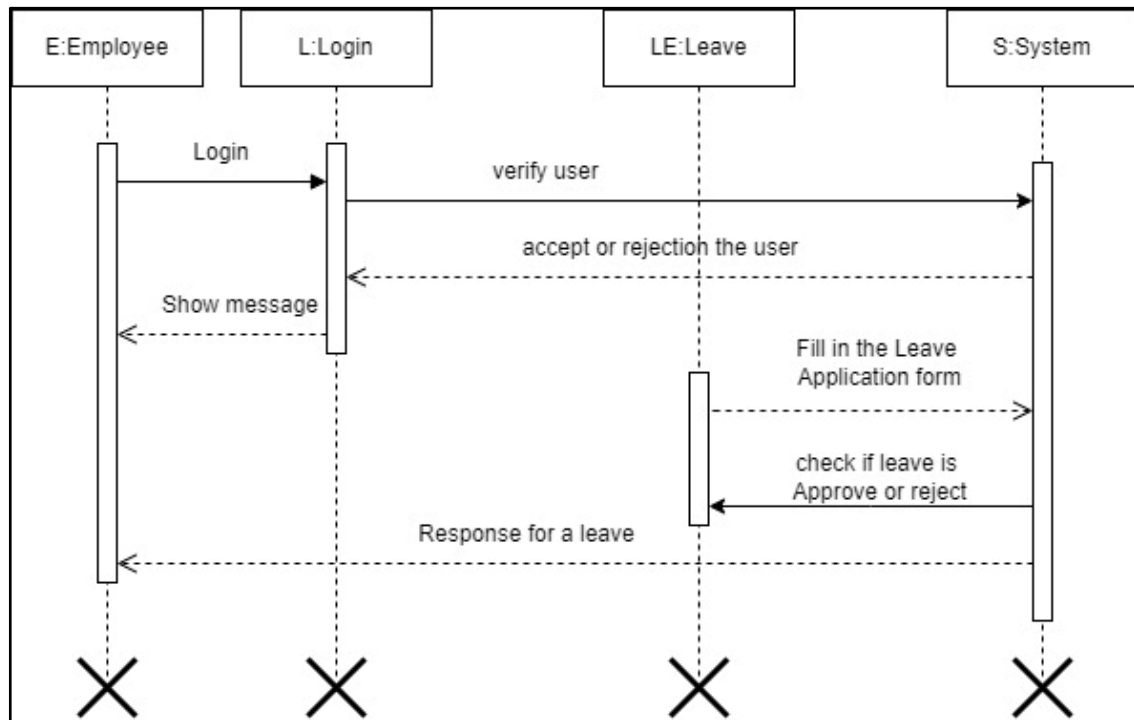 E:Employee
L:Login
LE:Leave
S:System
Login
verify user
accept or rejection the user
Show message
Fill in the Leave
Application form
check if leave is
Approve or reject
Response for a leave